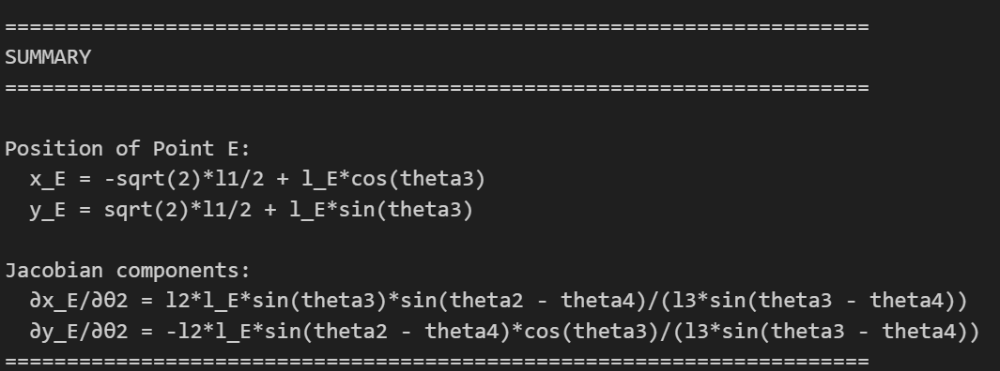 ======================================================================
SUMMARY
======================================================================
Position of Point E:
  x_E = -sqrt(2)*l1/2 + l_E*cos(theta3)
  y_E = sqrt(2)*l1/2 + l_E*sin(theta3)
Jacobian components:
  ∂x_E/∂θ2 = l2*l_E*sin(theta3)*sin(theta2 - theta4)/(l3*sin(theta3 - theta4))
  ∂y_E/∂θ2 = -l2*l_E*sin(theta2 - theta4)*cos(theta3)/(l3*sin(theta3 - theta4))
======================================================================